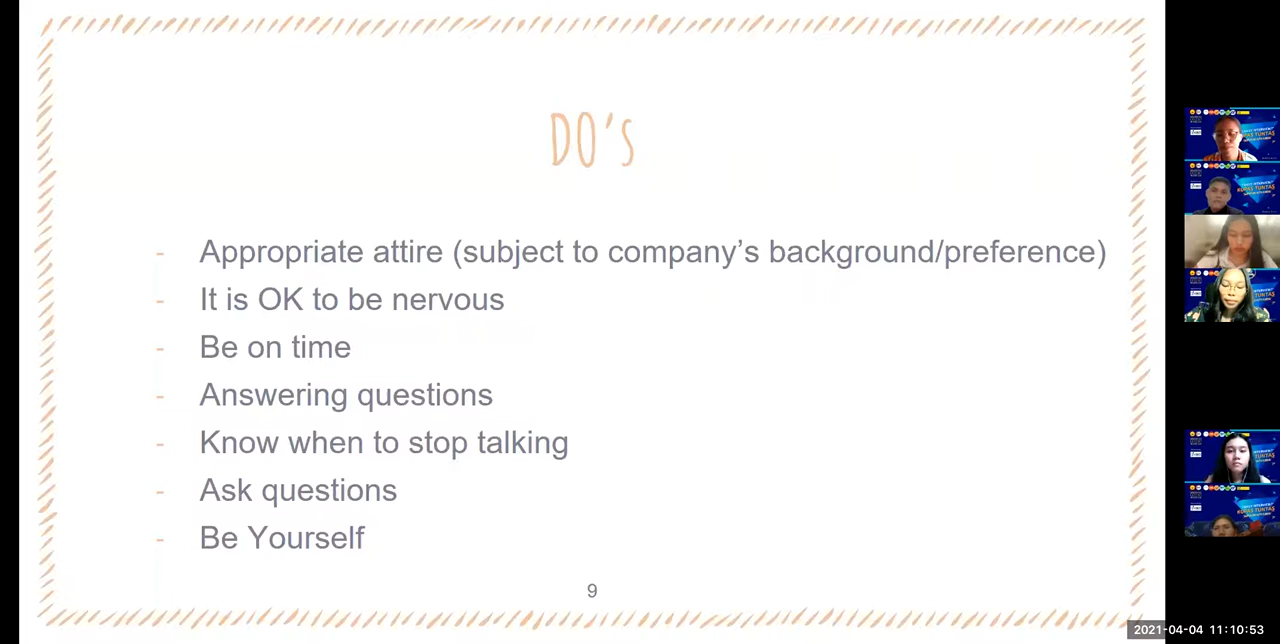 DO'S
- Appropriate attire (subject to company's background/preference)
- It is OK to be nervous
- Be on time
- Answering questions
- Know when to stop talking
- Ask questions
- Be Yourself
9
2021-04-04 11:10:53